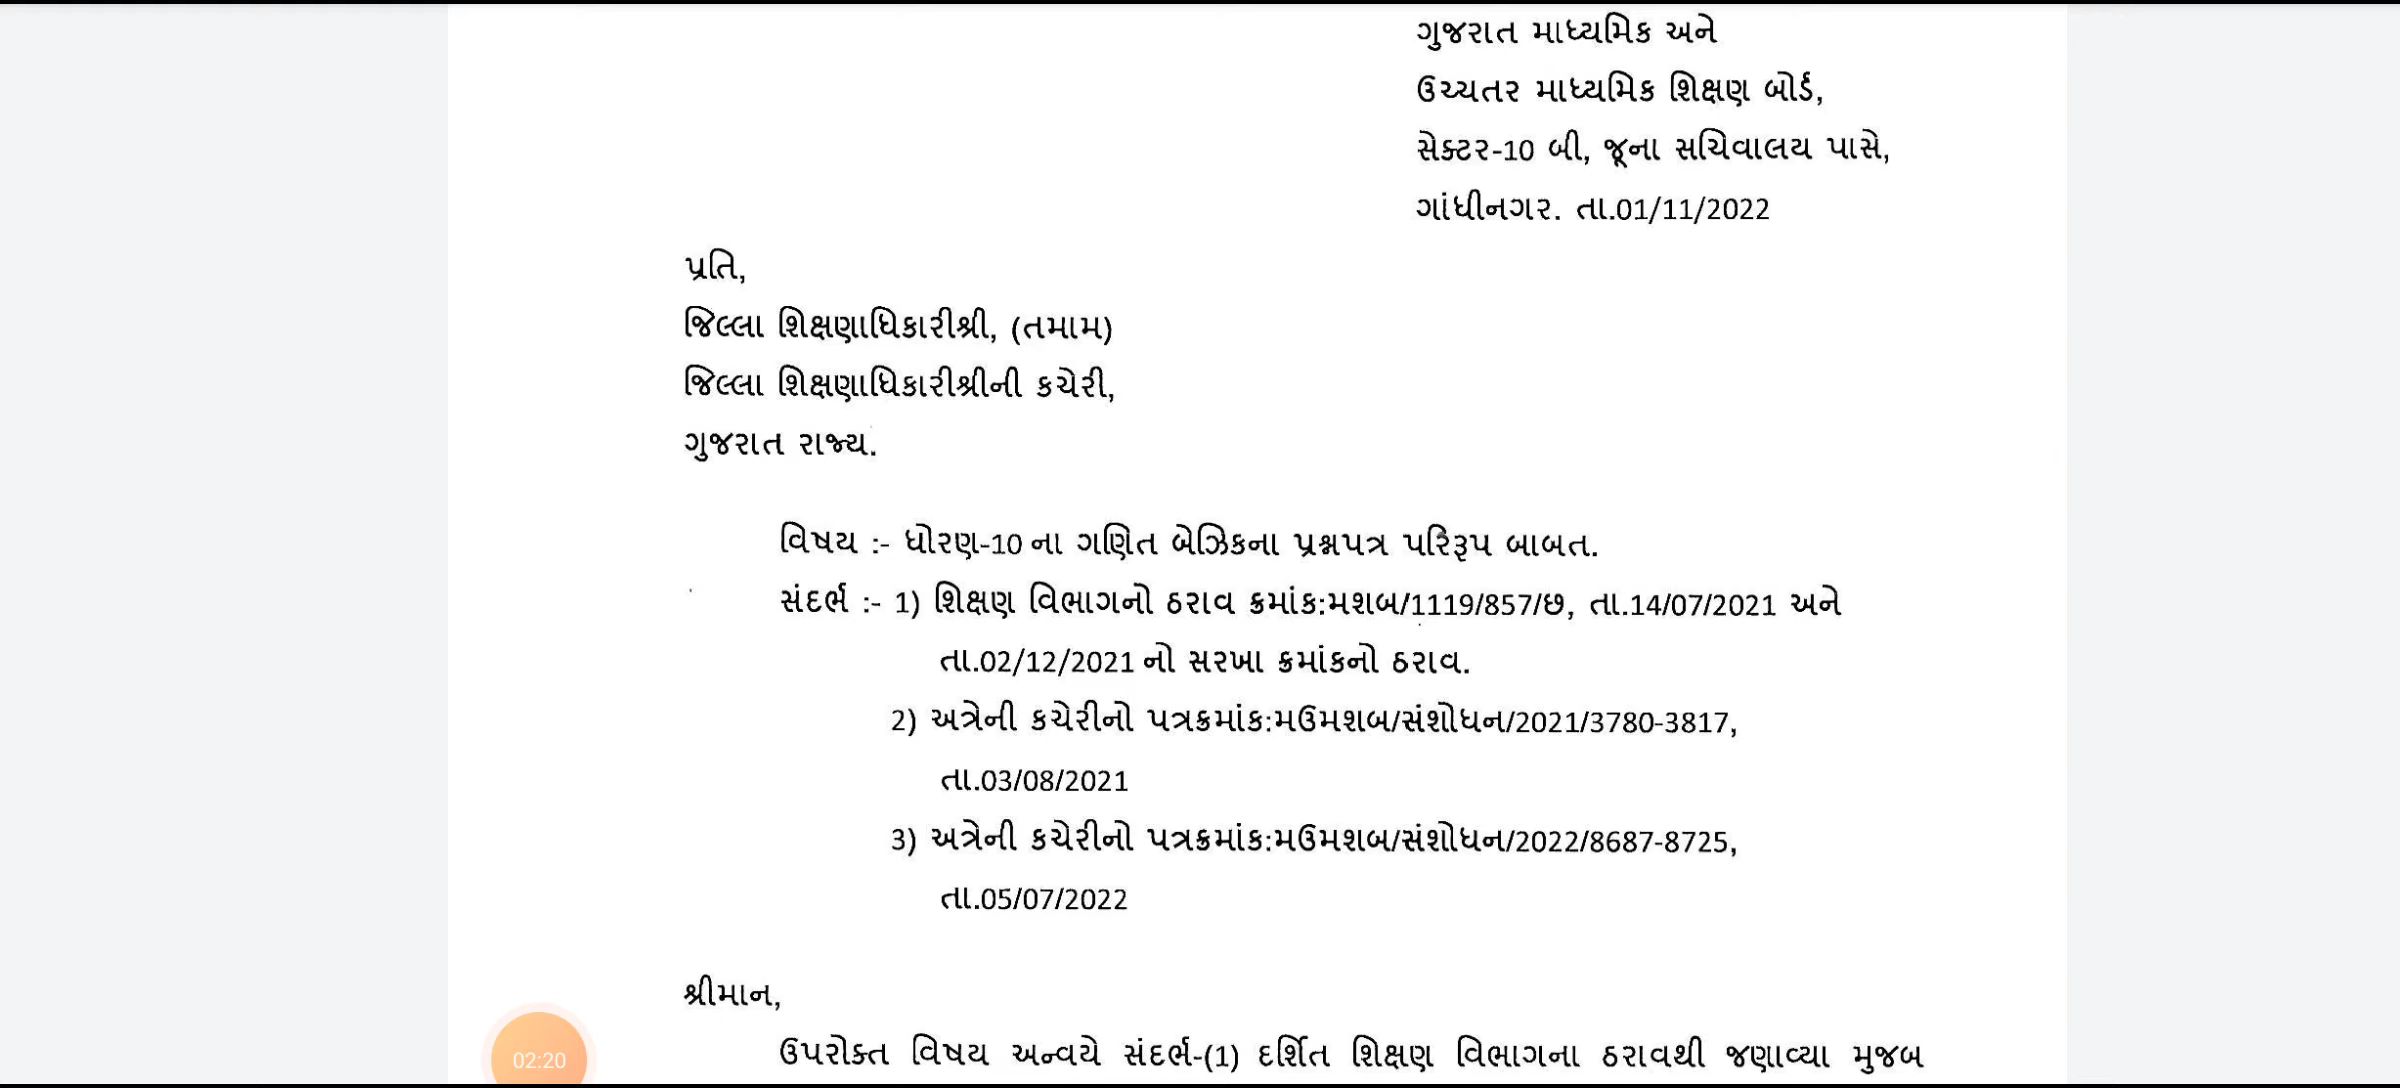 ગુજરાત માધ્યમિક અને
ઉચ્ચતર માધ્યમિક શિક્ષણ બોર્ડ,
સેક્ટર-10 બી, જૂના સચિવાલય પાસે,
ગાંધીનગર. તા.01/11/2022
પ્રતિ,
જિલ્લા શિક્ષણાધિકારીશ્રી, (તમામ)
જિલ્લા શિક્ષણાધિકારીશ્રીની કચેરી,
ગુજરાત રાજ્ય.
વિષય :- ધોરણ-10 ના ગણિત બેઝિકના પ્રશ્નપત્ર પરિરૂપ બાબત.
સંદર્ભ :- 1) શિક્ષણ વિભાગનો ઠરાવ ક્રમાંક:મશબ/1119/857/છ, તા.14/07/2021 અને
તા.02/12/2021 નો સરખા ક્રમાંકનો ઠરાવ.
2) અત્રેની કચેરીનો પત્રક્રમાંક:મઉમશબ/સંશોધન/2021/3780-3817,
તા.03/08/2021
3) અત્રેની કચેરીનો પત્રક્રમાંક:મઉમશબ/સંશોધન/2022/8687-8725,
તા.05/07/2022
શ્રીમાન,
ઉપરોક્ત વિષય અન્વયે સંદર્ભ-(1) દર્શિત શિક્ષણ વિભાગના ઠરાવથી જણાવ્યા મુજબ
02:20